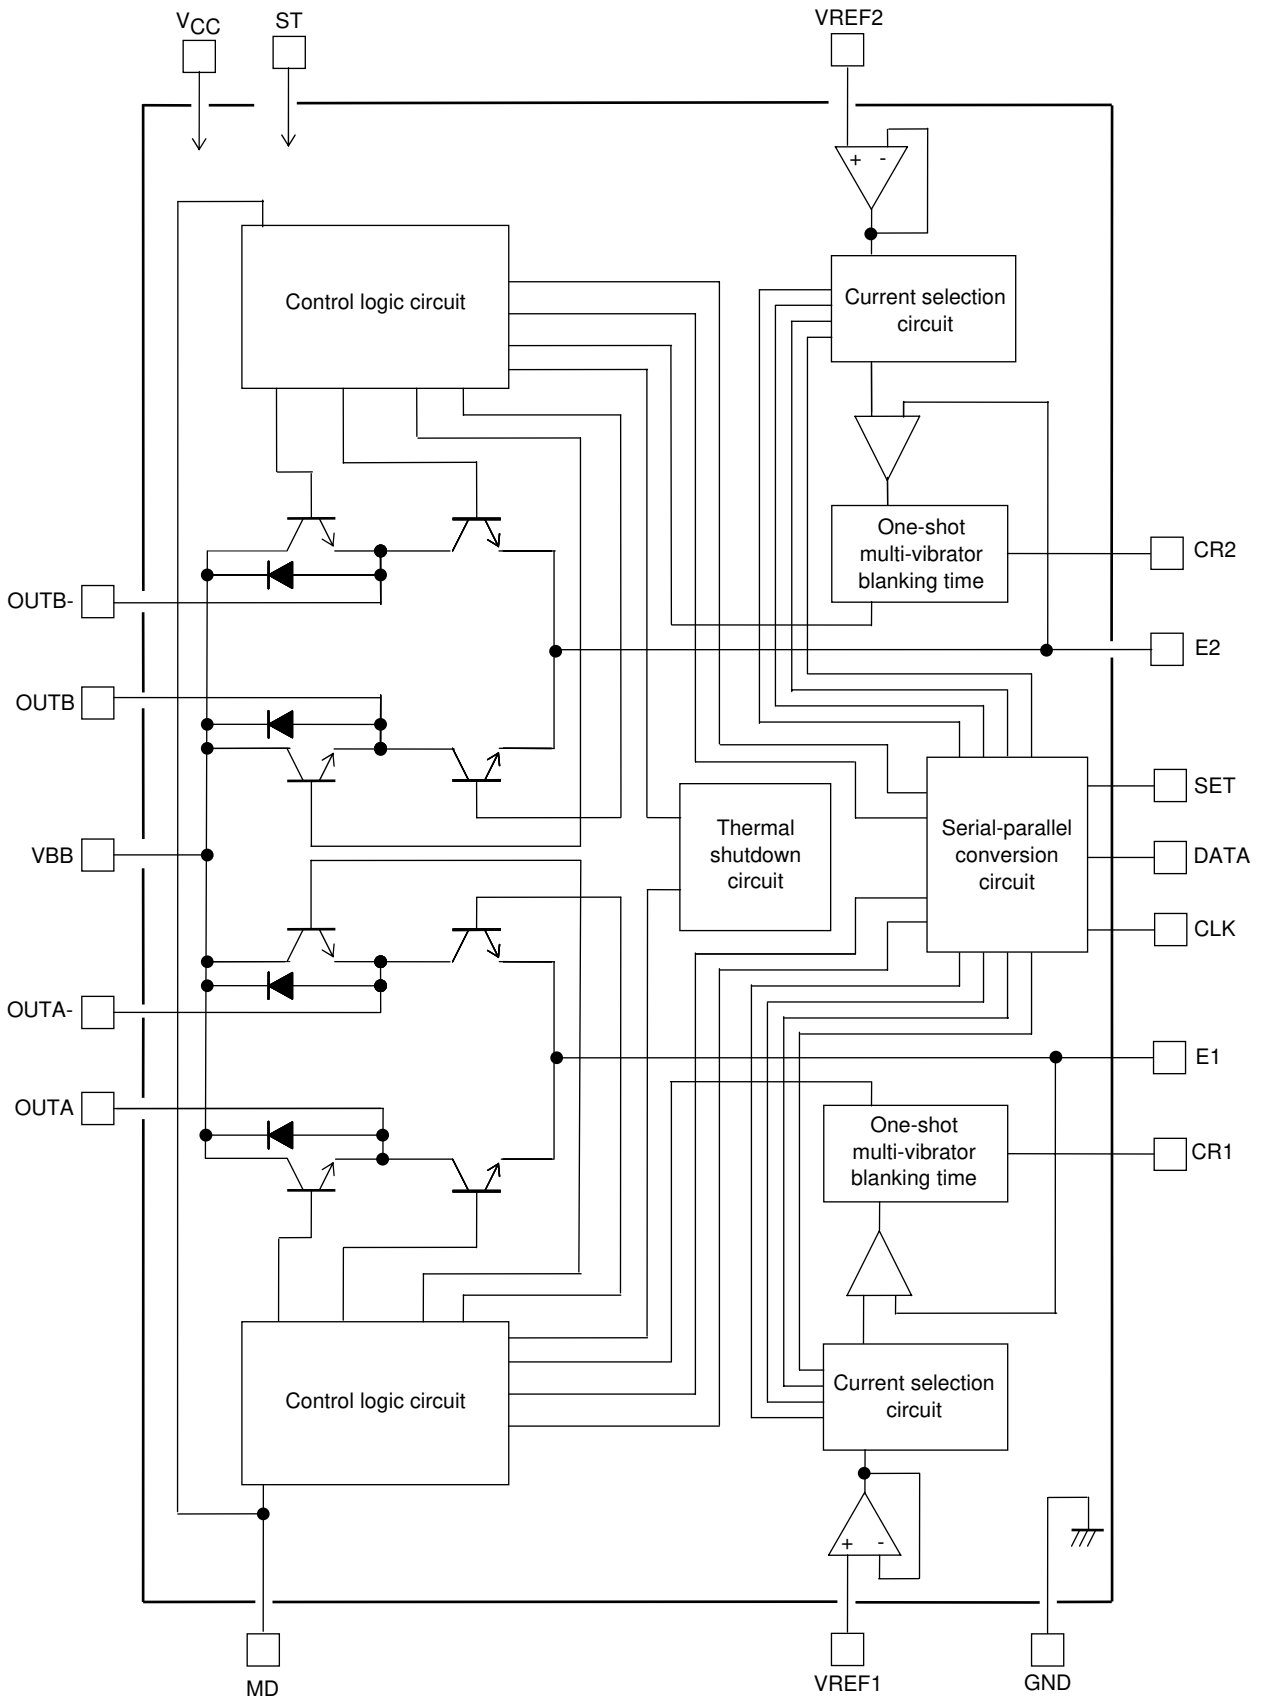 VCC
ST
VREF2
+ -
Control logic circuit
Current selection
circuit
One-shot
multi-vibrator
blanking time
CR2
OUTB-
E2
OUTB
SET
Thermal
shutdown
circuit
Serial-parallel
conversion
circuit
VBB
DATA
CLK
OUTA-
E1
OUTA
One-shot
multi-vibrator
blanking time
CR1
Control logic circuit
Current selection
circuit
+ -
MD
VREF1
GND